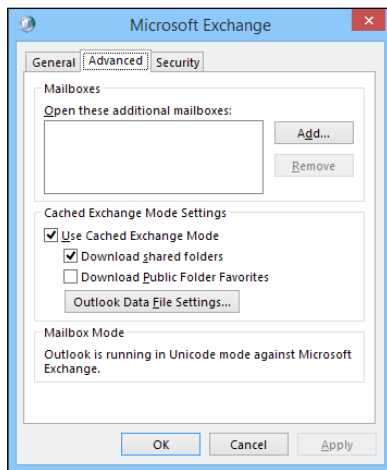 Microsoft Exchange
General Advanced Security
Mailboxes
Open these additional mailboxes:
Add...
Remove
Cached Exchange Mode Settings
Use Cached Exchange Mode
Download shared folders
Download Public Folder Favorites
Outlook Data File Settings...
Mailbox Mode
Outlook is running in Unicode mode against Microsoft
Exchange.
OK Cancel Apply